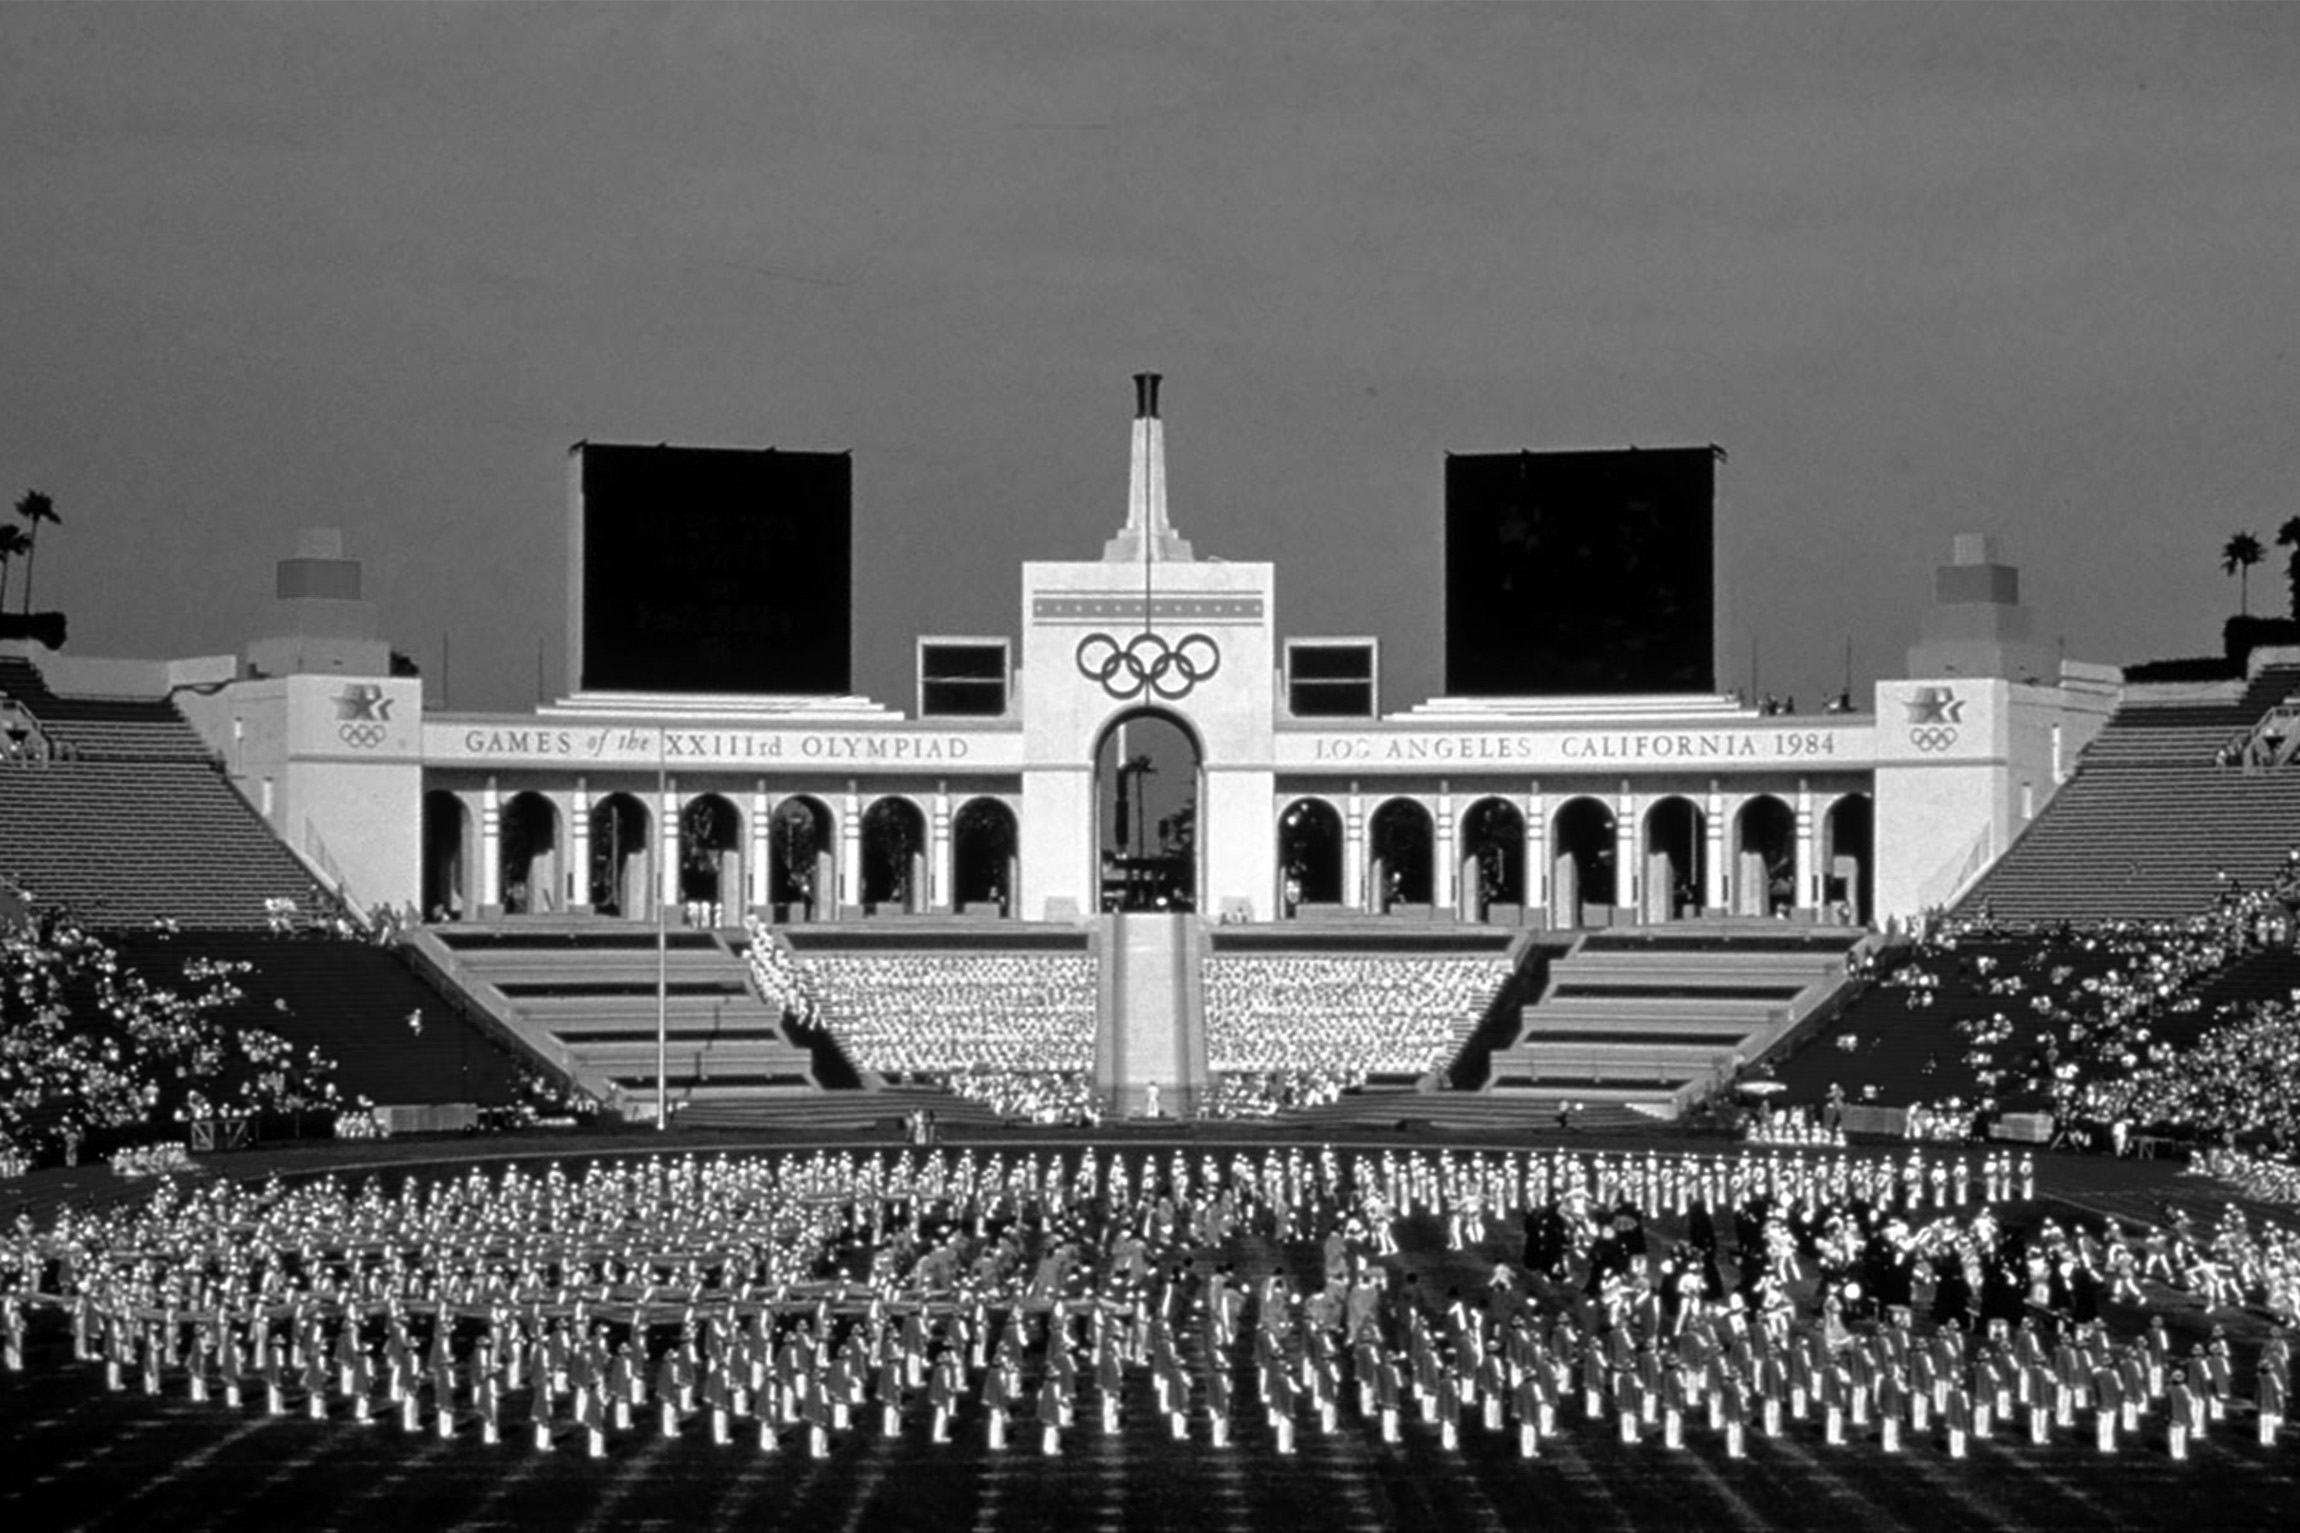 GAMES of the XXIIIrd OLYMPIAD
LOS ANGELES CALIFORNIA 1984